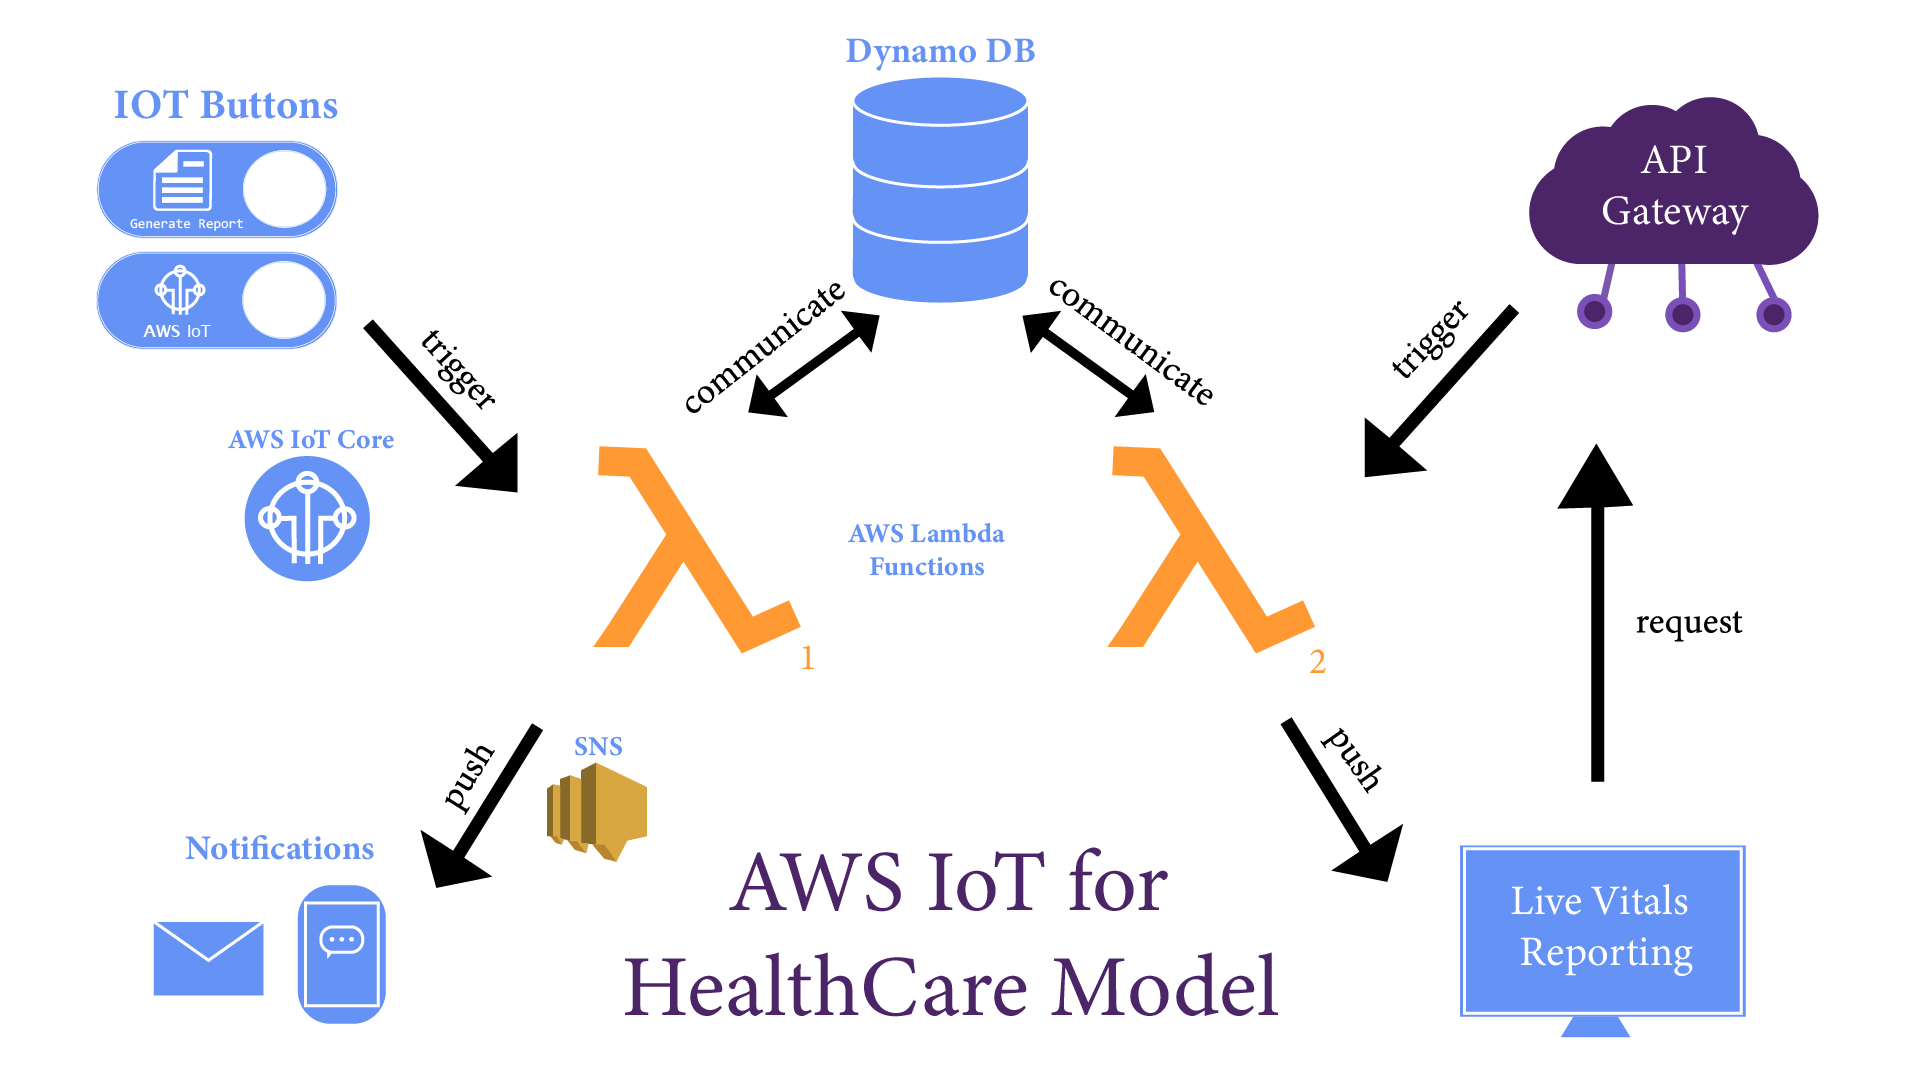 Dynamo DB
IOT Buttons
Generate Report
AWS IoT
API
Gateway
communicate
communicate
trigger
trigger
AWS IoT Core
AWS Lambda
Functions
1
2
request
push
SNS
push
Notifications
Live Vitals
Reporting
AWS IoT for
HealthCare Model